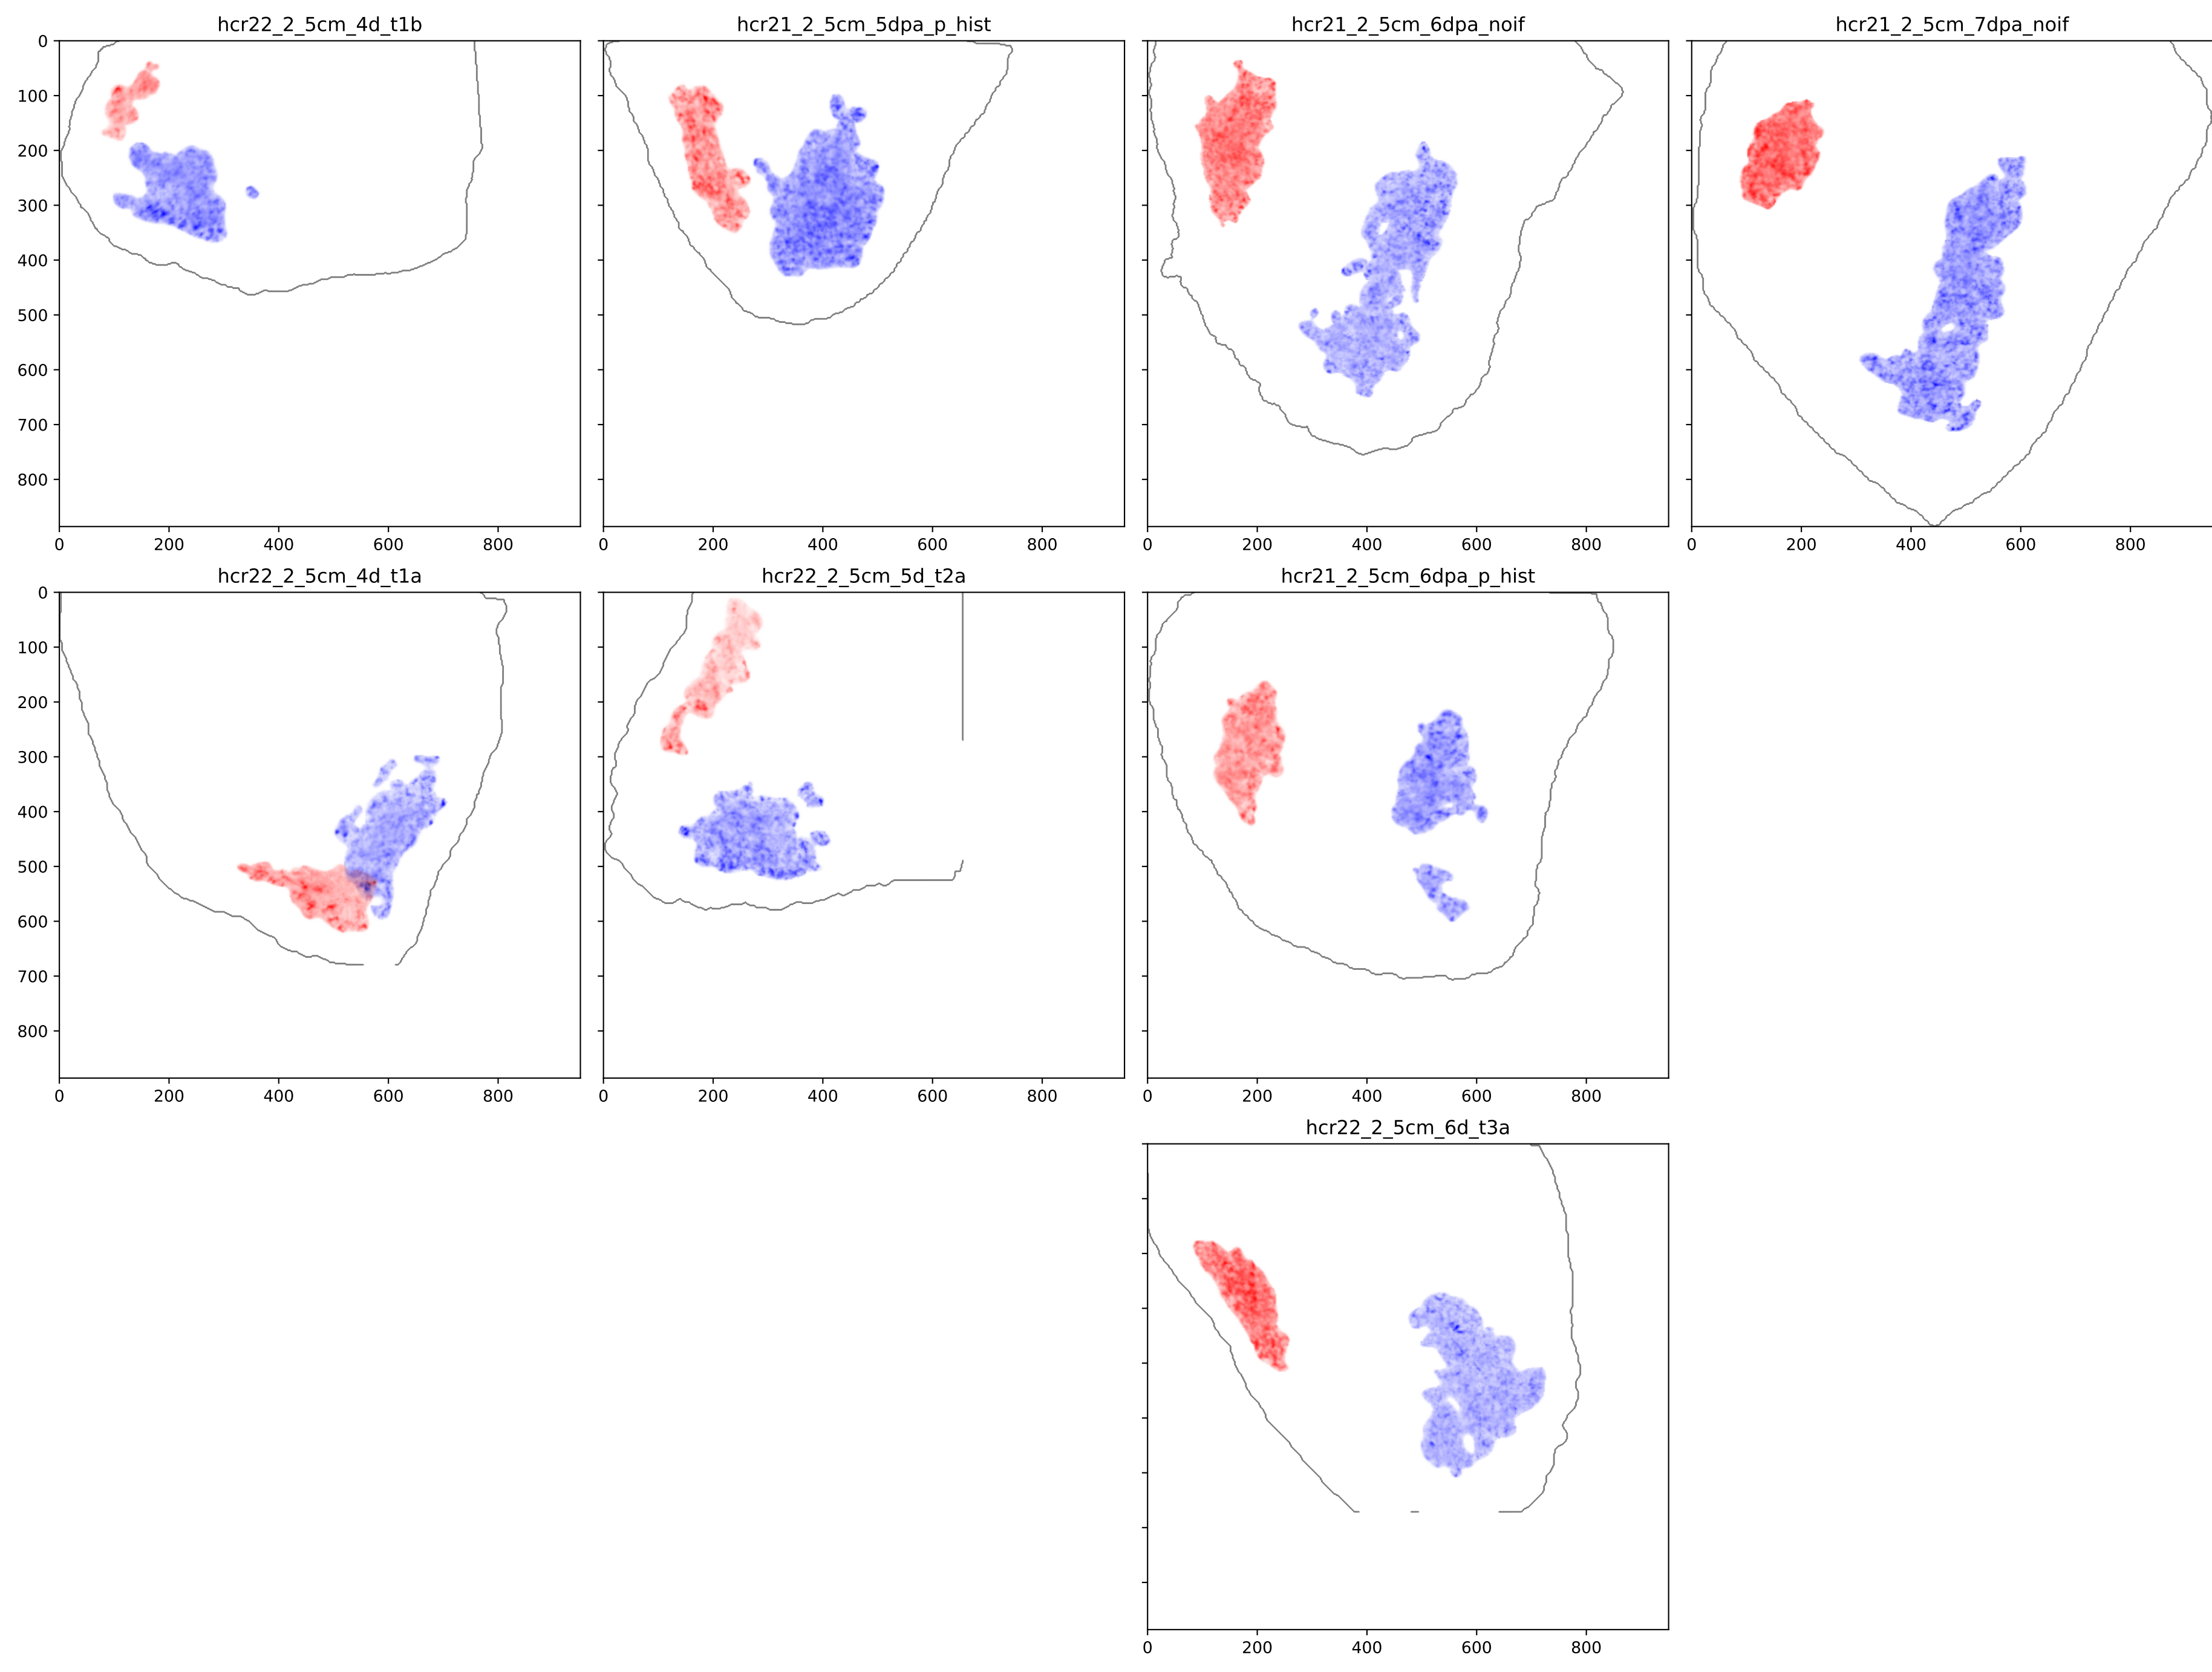 hcr22_2_5cm_4d_t1b
hcr21_2_5cm_5dpa_p_hist
hcr21_2_5cm_6dpa_noif
hcr21_2_5cm_7dpa_noif
0
100
200
300
400
500
600
700
800
0 200 400 600 800
0 200 400 600 800
0 200 400 600 800
0 200 400 600 800
hcr22_2_5cm_4d_t1a
hcr22_2_5cm_5d_t2a
hcr21_2_5cm_6dpa_p_hist
0
100
200
300
400
500
600
700
800
0 200 400 600 800
0 200 400 600 800
0 200 400 600 800
hcr22_2_5cm_6d_t3a
0 200 400 600 800